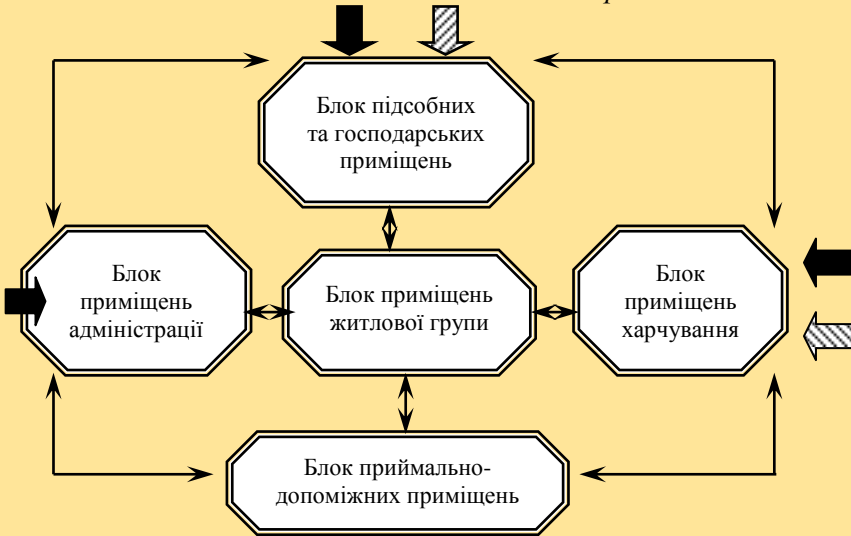 Блок підсобних
та господарських
приміщень
Блок
приміщень
адміністрації
Блок приміщень
житлової групи
Блок
приміщень
харчування
Блок приймально-
допоміжних приміщень